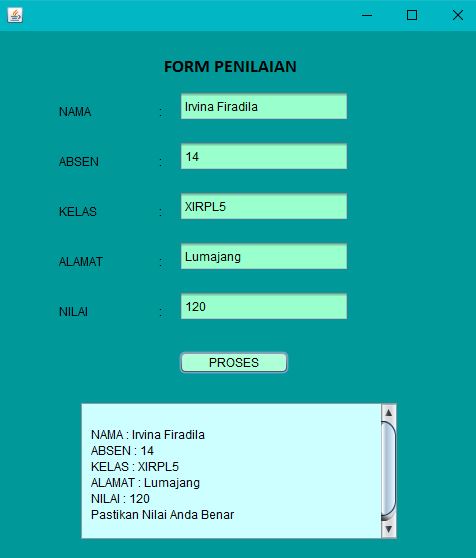 FORM PENILAIAN
NAMA : Irvina Firadila
ABSEN : 14
KELAS : XIRPL5
ALAMAT : Lumajang
NILAI : 120
PROSES
NAMA : Irvina Firadila
ABSEN : 14
KELAS : XIRPL5
ALAMAT : Lumajang
NILAI : 120
Pastikan Nilai Anda Benar